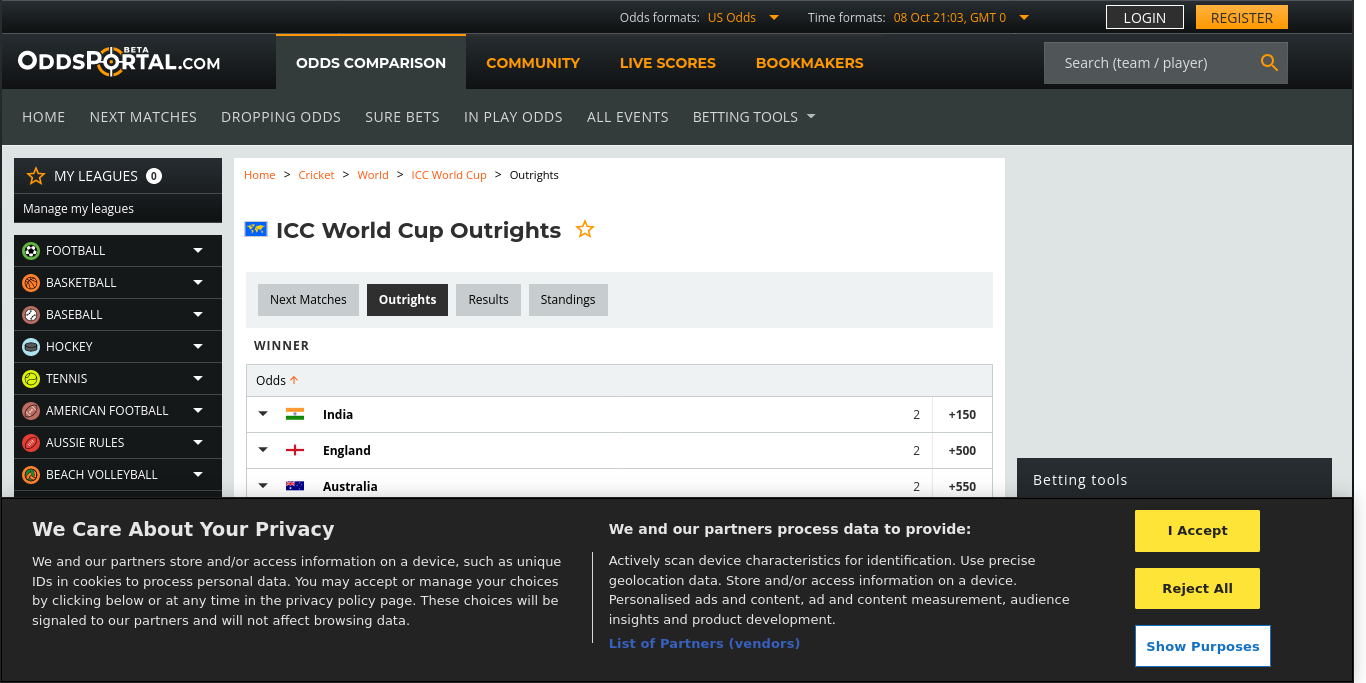 Odds formats: US Odds Time formats: 08 Oct 21:03, GMT 0 LOGIN REGISTER
ODDSPORTAL.COM BETA ODDS COMPARISON COMMUNITY LIVE SCORES BOOKMAKERS Search (team / player)
HOME NEXT MATCHES DROPPING ODDS SURE BETS IN PLAY ODDS ALL EVENTS BETTING TOOLS
MY LEAGUES 0
Manage my leagues
FOOTBALL
BASKETBALL
BASEBALL
HOCKEY
TENNIS
AMERICAN FOOTBALL
AUSSIE RULES
BEACH VOLLEYBALL
Home > Cricket > World > ICC World Cup > Outrights
ICC World Cup Outrights
Next Matches Outrights Results Standings
WINNER
Odds
India 2 +150
England 2 +500
Australia 2 +550
Betting tools
We Care About Your Privacy
We and our partners store and/or access information on a device, such as unique
IDs in cookies to process personal data. You may accept or manage your choices
by clicking below or at any time in the privacy policy page. These choices will be
signaled to our partners and will not affect browsing data.
We and our partners process data to provide:
Actively scan device characteristics for identification. Use precise
geolocation data. Store and/or access information on a device.
Personalised ads and content, ad and content measurement, audience
insights and product development.
List of Partners (vendors)
I Accept
Reject All
Show Purposes